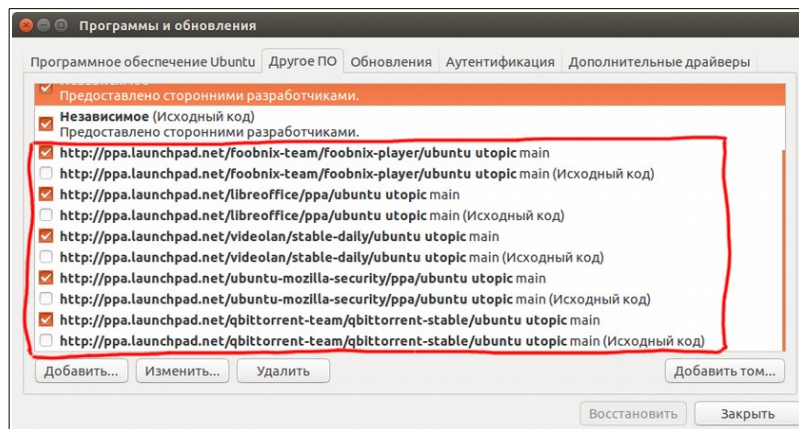 Программы и обновления
Программное обеспечение Ubuntu Другое ПО Обновления Аутентификация Дополнительные драйверы
Независимое
Предоставлено сторонними разработчиками.
Независимое (Исходный код)
Предоставлено сторонними разработчиками.
http://ppa.launchpad.net/foobnix-team/foobnix-player/ubuntu utopic main
http://ppa.launchpad.net/foobnix-team/foobnix-player/ubuntu utopic main (Исходный код)
http://ppa.launchpad.net/libreoffice/ppa/ubuntu utopic main
http://ppa.launchpad.net/libreoffice/ppa/ubuntu utopic main (Исходный код)
http://ppa.launchpad.net/videolan/stable-daily/ubuntu utopic main
http://ppa.launchpad.net/videolan/stable-daily/ubuntu utopic main (Исходный код)
http://ppa.launchpad.net/ubuntu-mozilla-security/ppa/ubuntu utopic main
http://ppa.launchpad.net/ubuntu-mozilla-security/ppa/ubuntu utopic main (Исходный код)
http://ppa.launchpad.net/qbittorrent-team/qbittorrent-stable/ubuntu utopic main
http://ppa.launchpad.net/qbittorrent-team/qbittorrent-stable/ubuntu utopic main (Исходный код)
Добавить... Изменить... Удалить Добавить том...
Восстановить Закрыть